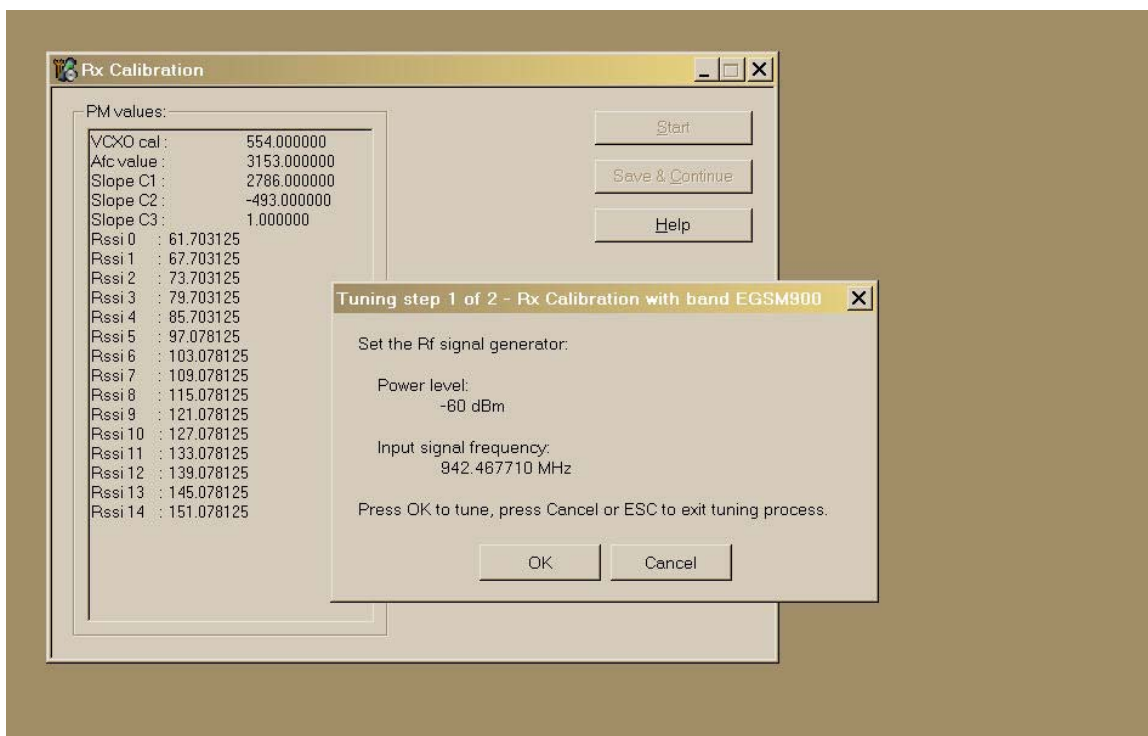 Rx Calibration
PM values:
VCXO cal : 554.000000
Afc value : 3153.000000
Slope C1 : 2786.000000
Slope C2 : -493.000000
Slope C3 : 1.000000
Rssi 0 : 61.703125
Rssi 1 : 67.703125
Rssi 2 : 73.703125
Rssi 3 : 79.703125
Rssi 4 : 85.703125
Rssi 5 : 97.078125
Rssi 6 : 103.078125
Rssi 7 : 109.078125
Rssi 8 : 115.078125
Rssi 9 : 121.078125
Rssi 10 : 127.078125
Rssi 11 : 133.078125
Rssi 12 : 139.078125
Rssi 13 : 145.078125
Rssi 14 : 151.078125
Start
Save & Continue
Help
Tuning step 1 of 2 - Rx Calibration with band EGSM900
Set the Rf signal generator:
Power level:
-60 dBm
Input signal frequency:
942.467710 MHz
Press OK to tune, press Cancel or ESC to exit tuning process.
OK
Cancel